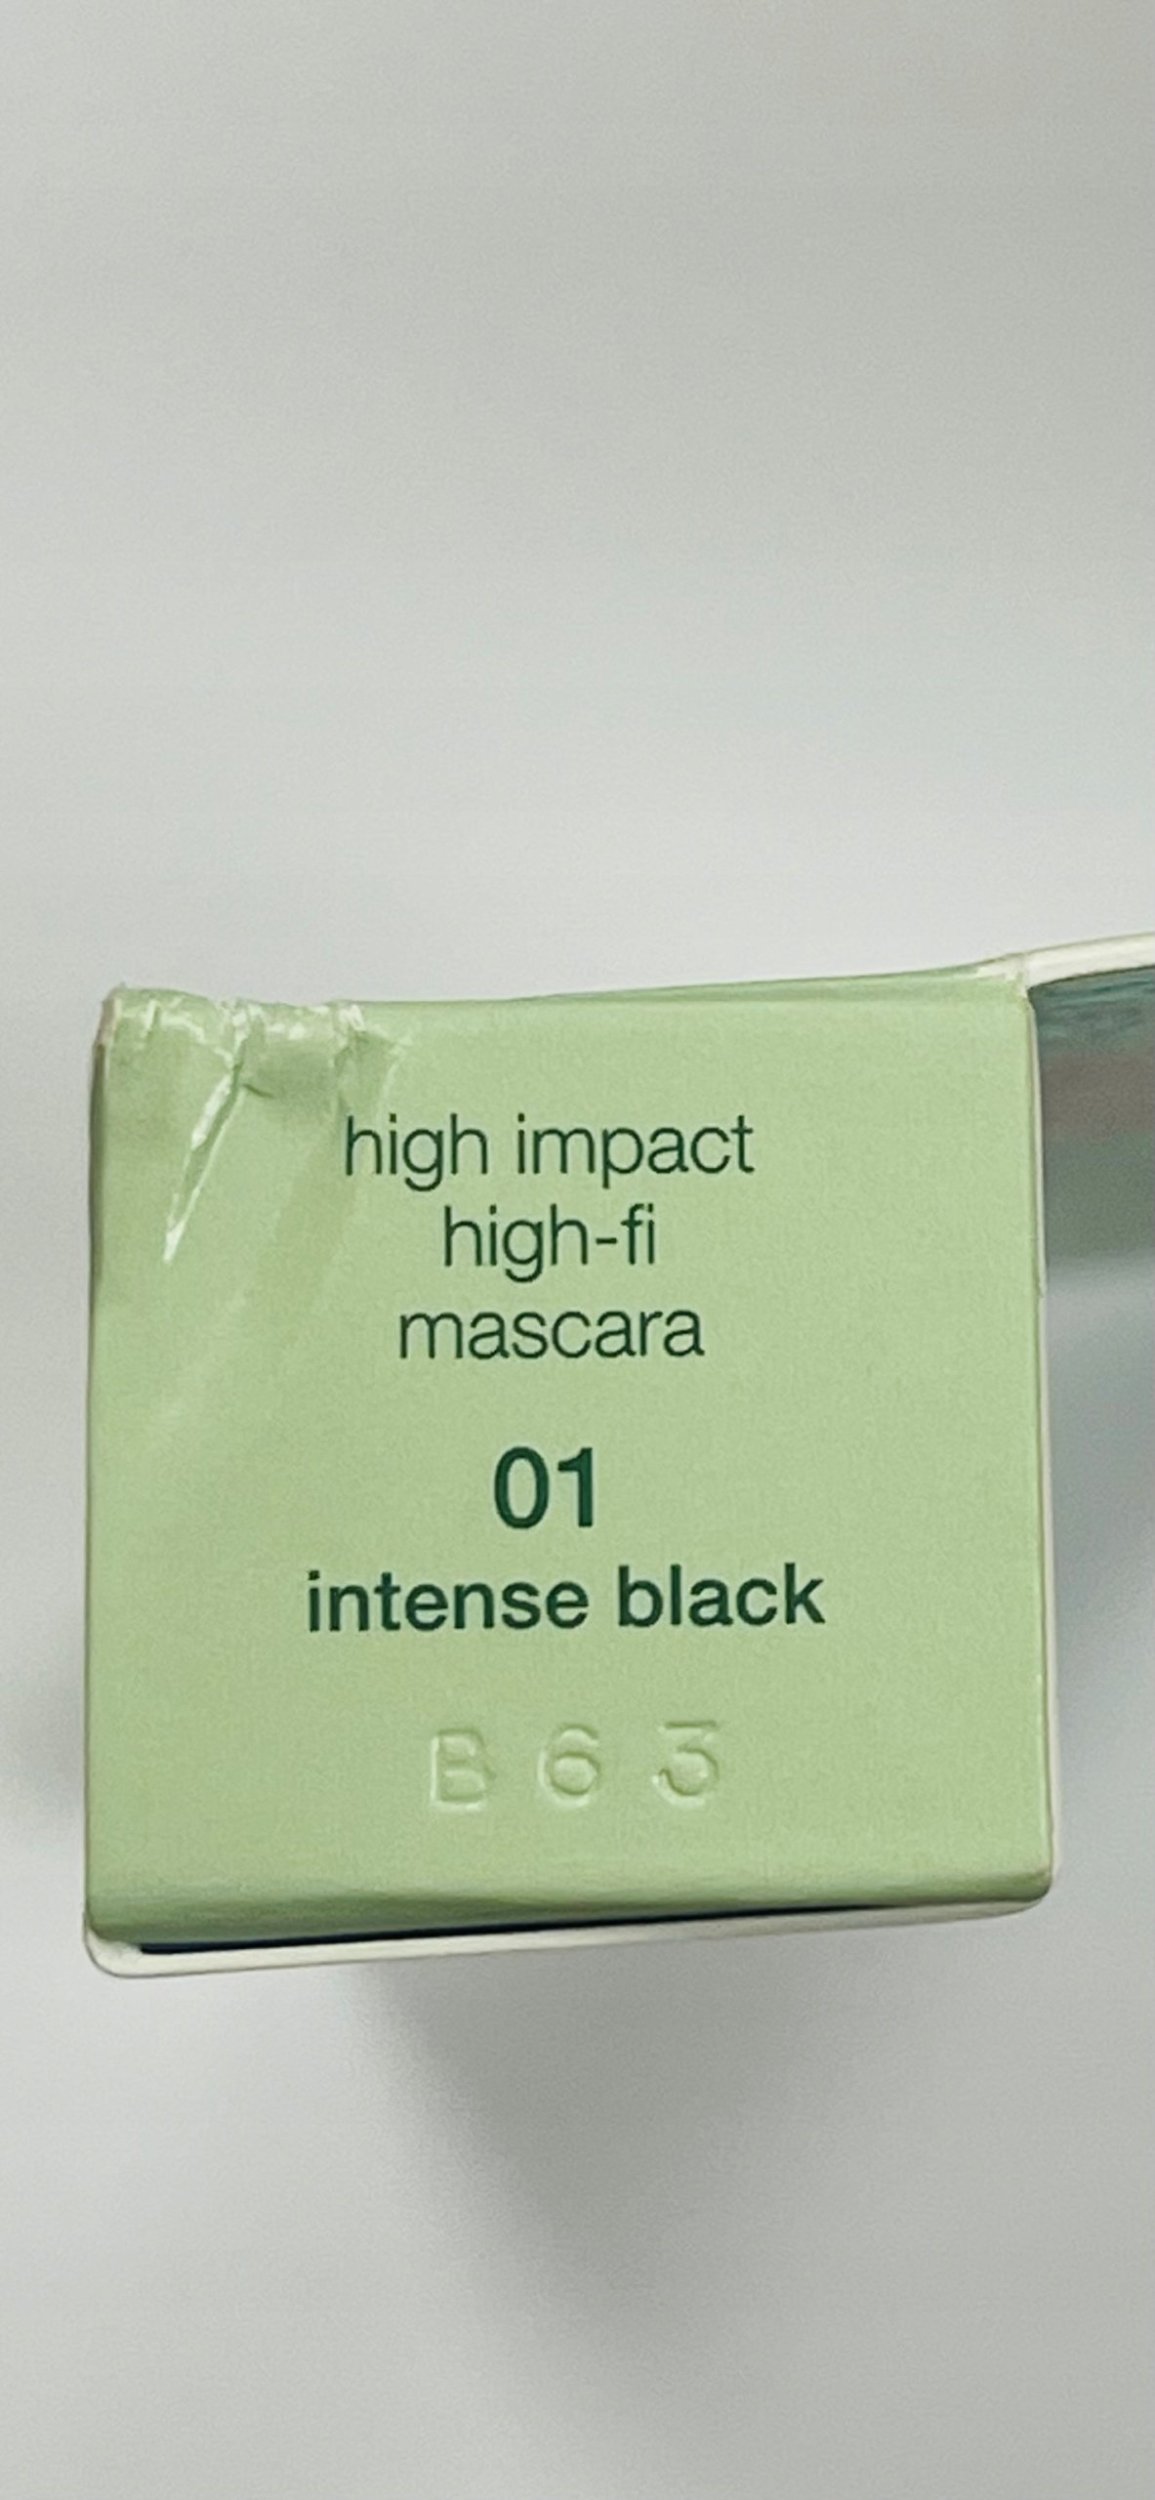 high impact
high-fi
mascara
01
intense black
B63